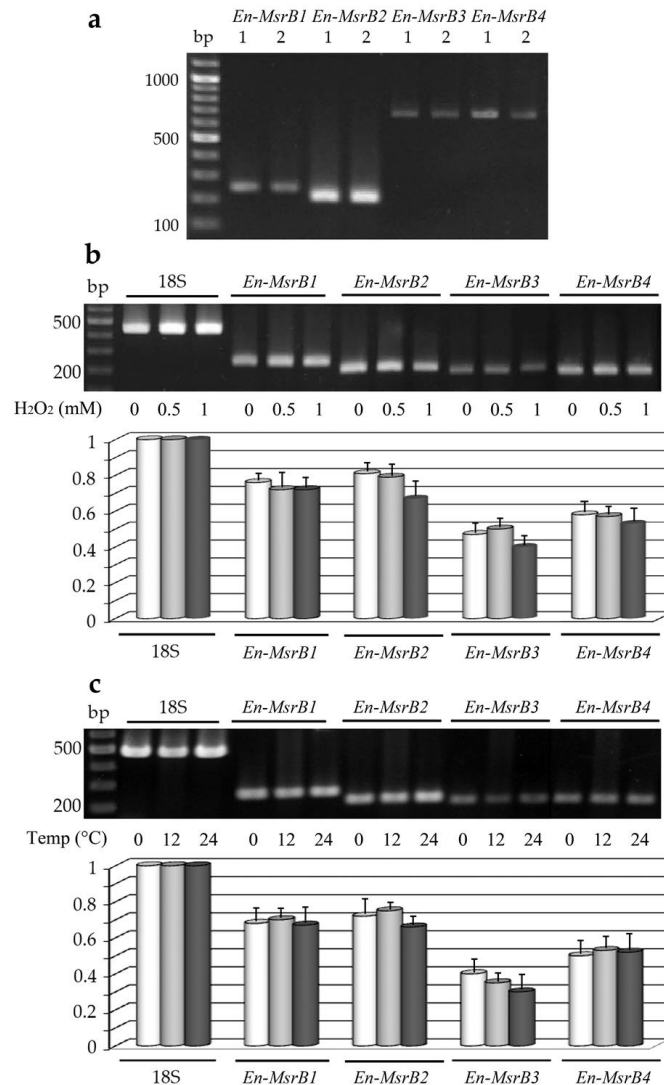 a
En-MsrB1 En-MsrB2 En-MsrB3 En-MsrB4
bp 1 2 1 2 1 2 1 2
1000
500
100
b
bp 18S En-MsrB1 En-MsrB2 En-MsrB3 En-MsrB4
500
200
H2O2 (mM) 0 0.5 1 0 0.5 1 0 0.5 1 0 0.5 1 0 0.5 1
1
0.8
0.6
0.4
0.2
0
18S En-MsrB1 En-MsrB2 En-MsrB3 En-MsrB4
c
bp 18S En-MsrB1 En-MsrB2 En-MsrB3 En-MsrB4
500
200
Temp (°C) 0 12 24 0 12 24 0 12 24 0 12 24 0 12 24
1
0.8
0.6
0.4
0.2
0
18S En-MsrB1 En-MsrB2 En-MsrB3 En-MsrB4